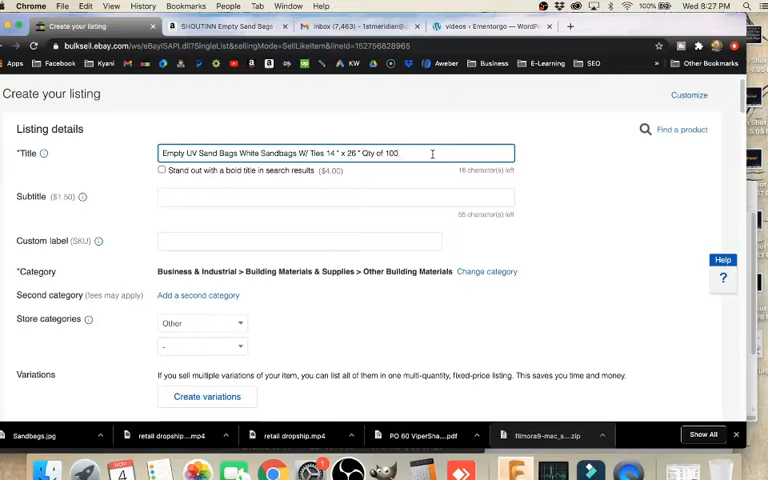 Chrome File Edit View History Bookmarks People Tab Window Help 100% Wed 8:27 PM
Create your listing SHOUTINN Empty Sand Bags Inbox (7,463) - 1stmeridian@ videos ‹ Ementorgo — WordP
bulksell.ebay.com/ws/eBayISAPI.dll?SingleList&sellingMode=SellLikeItem&lineId=152756828965
Apps Facebook Kyani KW Aweber Business E-Learning SEO Other Bookmarks
Create your listing Customize
Listing details Find a product
*Title Empty UV Sand Bags White Sandbags W/ Ties 14 " x 26 " Qty of 100
Stand out with a bold title in search results ($4.00) 16 character(s) left
Subtitle ($1.50)
55 character(s) left
Custom label (SKU)
Help
?
*Category Business & Industrial > Building Materials & Supplies > Other Building Materials Change category
Second category (fees may apply) Add a second category
Store categories Other
-
Variations If you sell multiple variations of your item, you can list all of them in one multi-quantity, fixed-price listing. This saves you time and money.
Create variations
Sandbags.jpg retail dropship....mp4 retail dropship....mp4 PO 60 ViperSha....pdf filmora9-mac_s....zip Show All
NOV
4